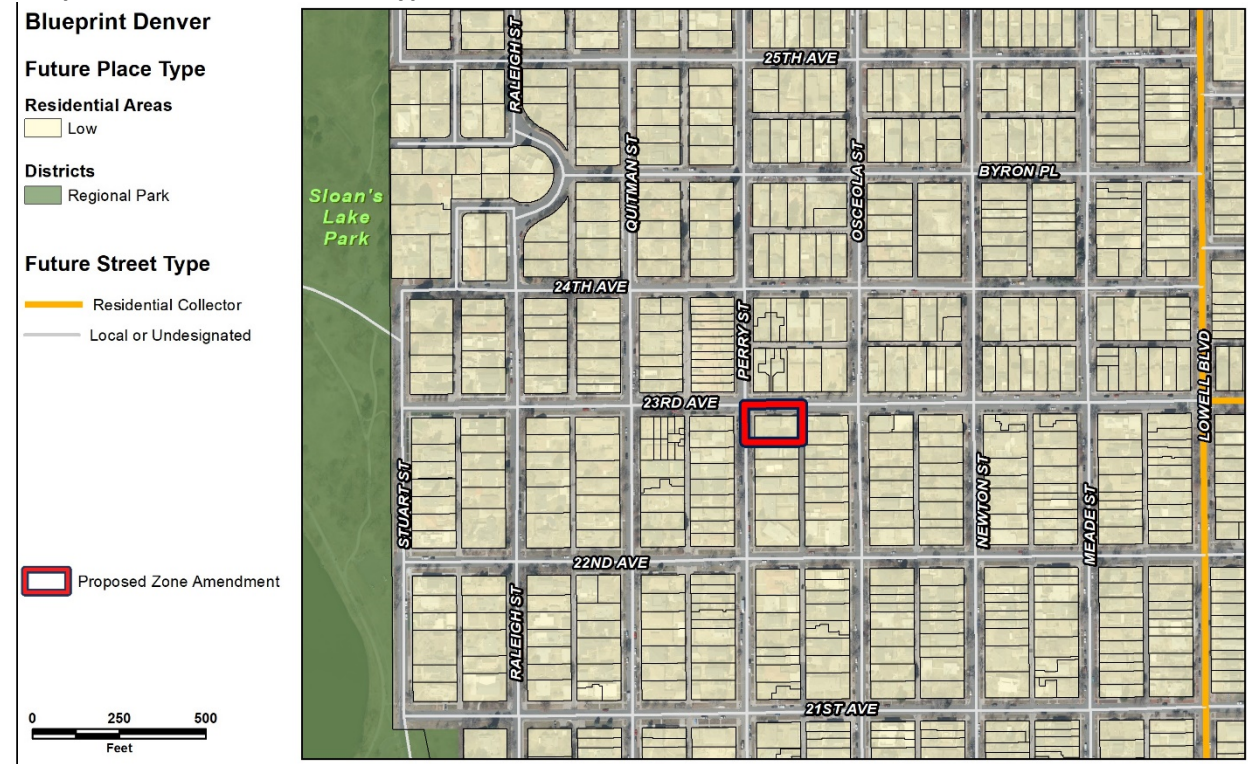 Blueprint Denver
Future Place Type
Residential Areas
Low
Districts
Regional Park
Future Street Type
Residential Collector
Local or Undesignated
Proposed Zone Amendment
0 250 500
Feet
RALEIGH ST
25TH AVE
QUITMAN ST
OSCEOLA ST
BYRON PL
Sloan's
Lake
Park
24TH AVE
PERRY ST
LOWELL BLVD
23RD AVE
STUART ST
NEWTON ST
MEADE ST
22ND AVE
RALEIGH ST
21ST AVE